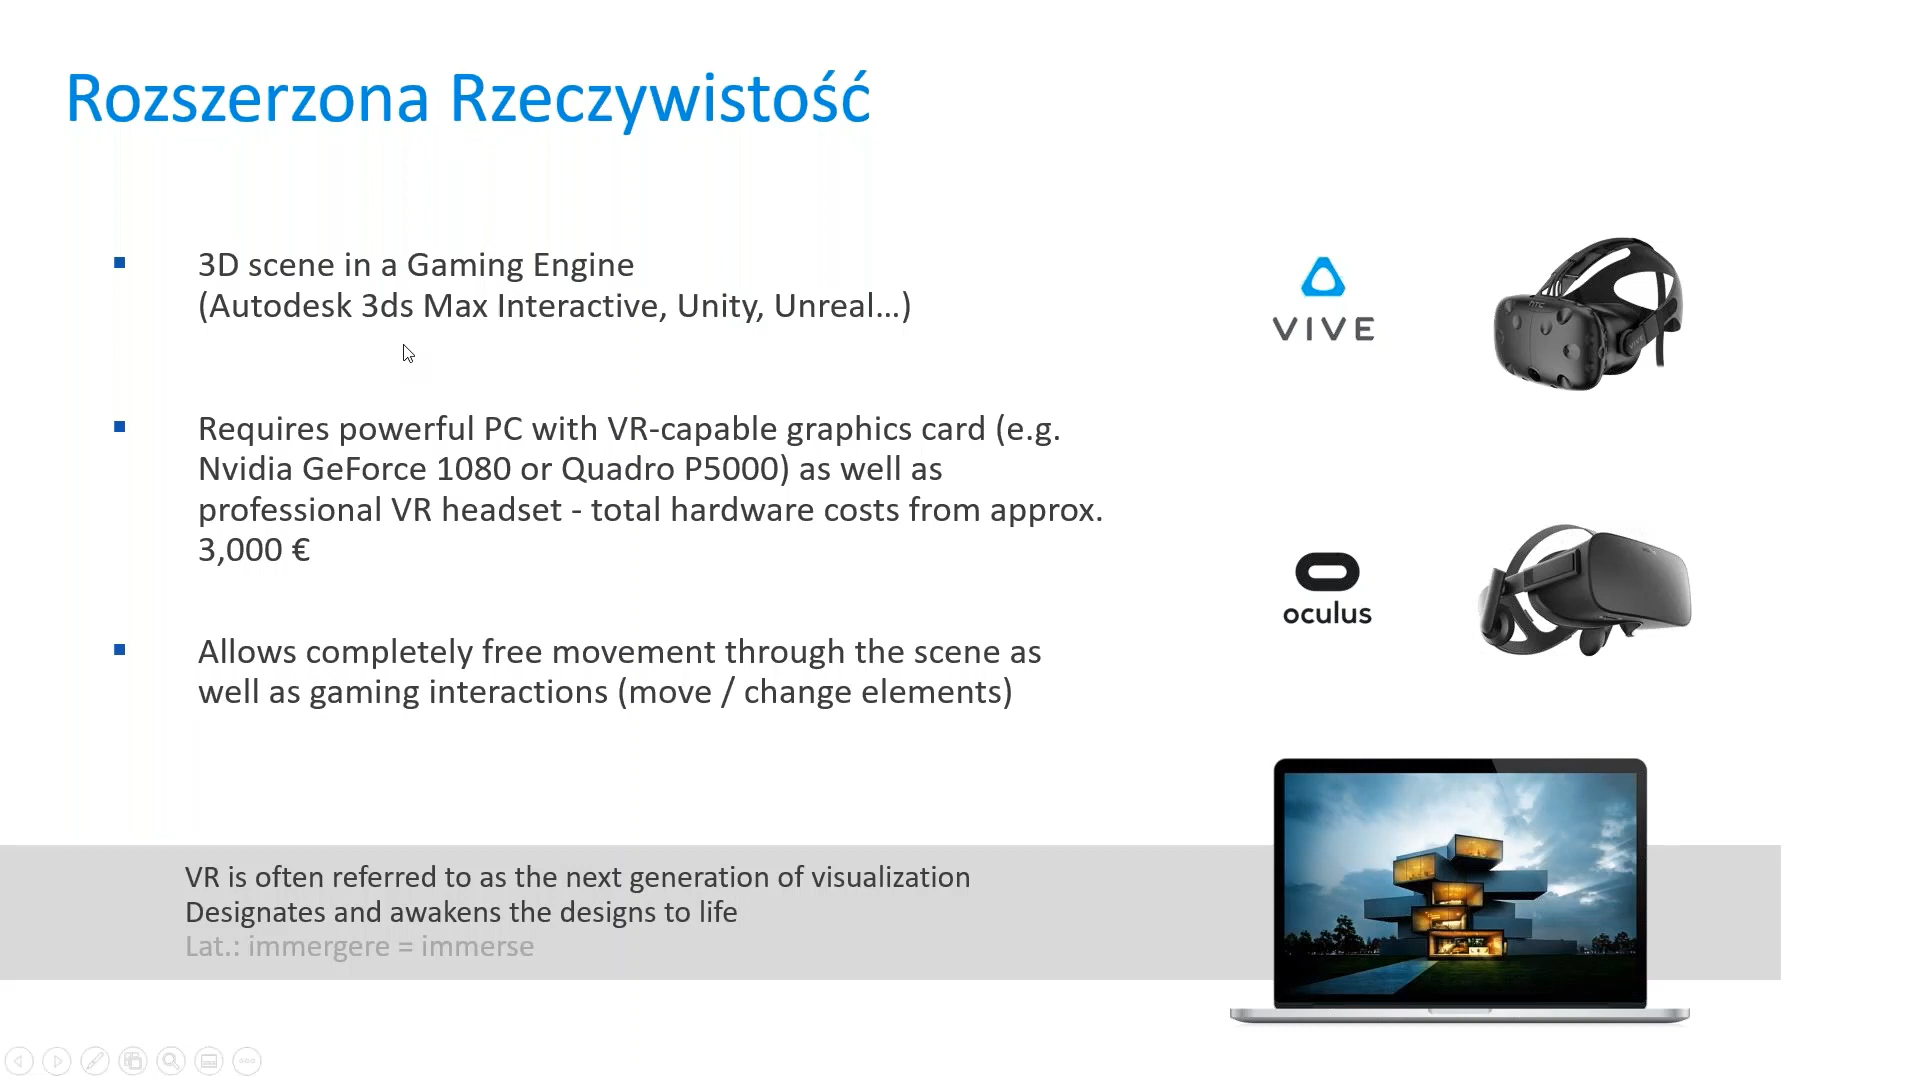 Rozszerzona Rzeczywistość
3D scene in a Gaming Engine
(Autodesk 3ds Max Interactive, Unity, Unreal...)
Requires powerful PC with VR-capable graphics card (e.g.
Nvidia GeForce 1080 or Quadro P5000) as well as
professional VR headset - total hardware costs from approx.
3,000 €
Allows completely free movement through the scene as
well as gaming interactions (move / change elements)
VIVE
oculus
VR is often referred to as the next generation of visualization
Designates and awakens the designs to life
Lat.: immergere = immerse